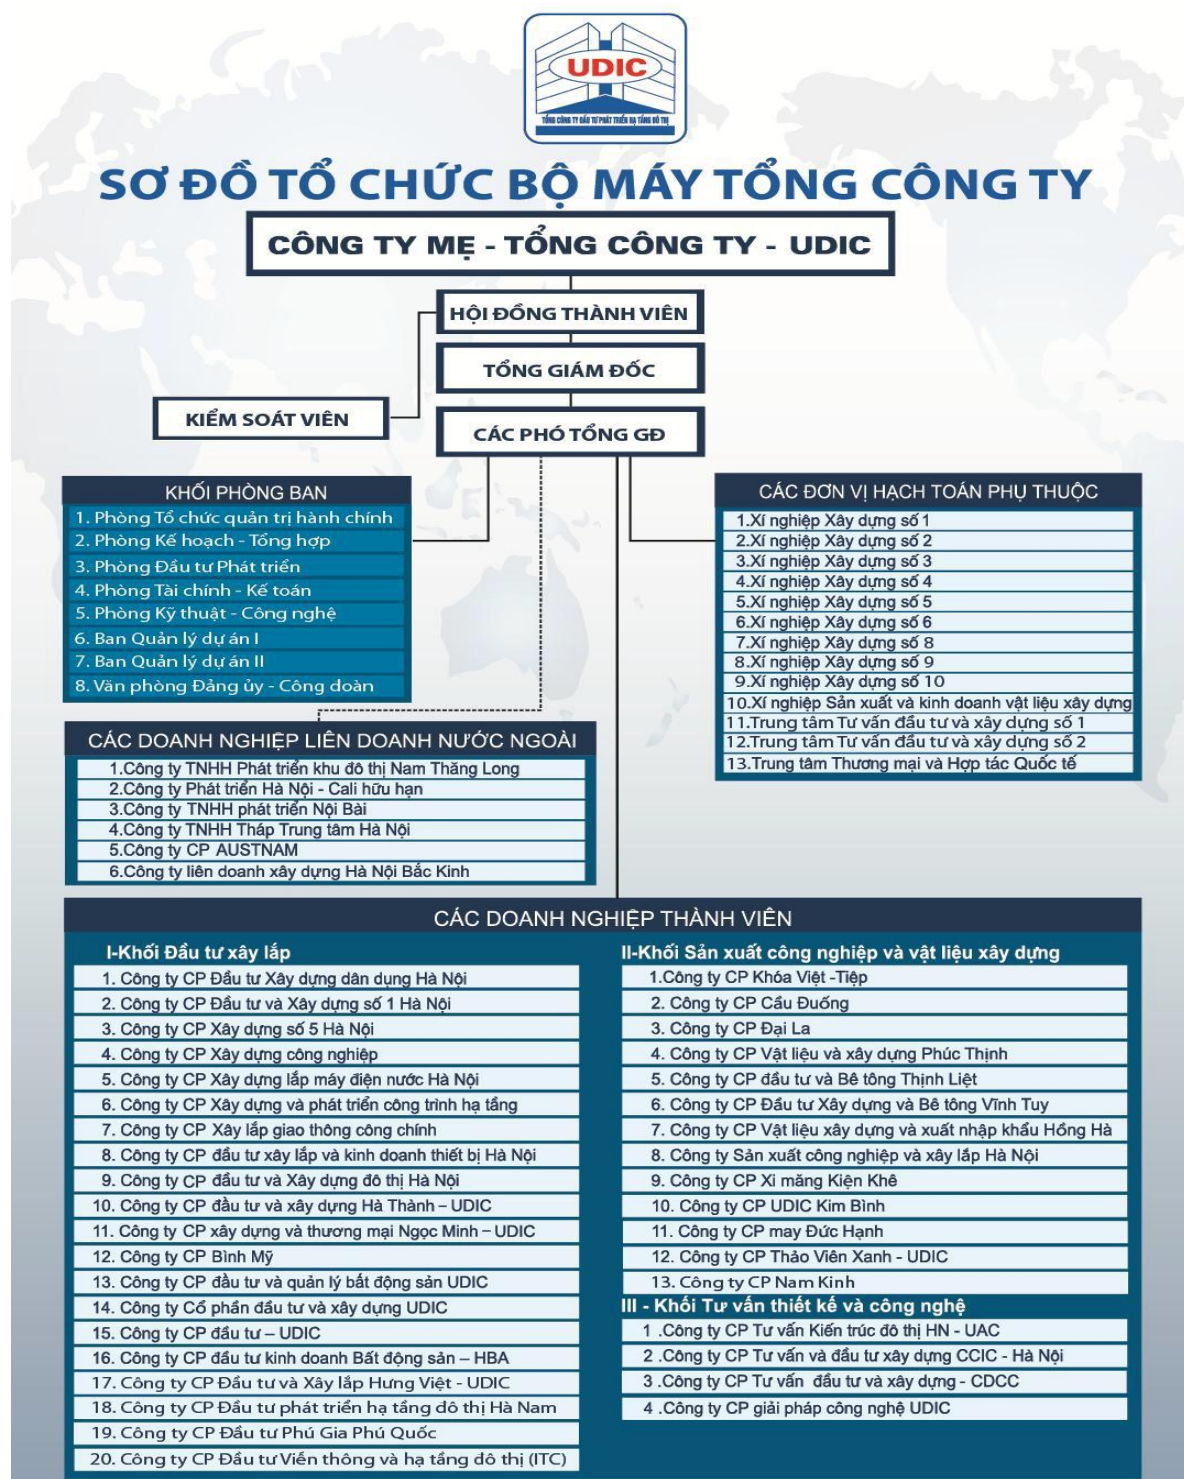 UDIC
TỔNG CÔNG TY ĐẦU TƯ PHÁT TRIỂN HẠ TẦNG ĐÔ THỊ
SƠ ĐỒ TỔ CHỨC BỘ MÁY TỔNG CÔNG TY
CÔNG TY MẸ - TỔNG CÔNG TY - UDIC
HỘI ĐỒNG THÀNH VIÊN
TỔNG GIÁM ĐỐC
KIỂM SOÁT VIÊN
CÁC PHÓ TỔNG GĐ
KHỐI PHÒNG BAN
1. Phòng Tổ chức quản trị hành chính
2. Phòng Kế hoạch - Tổng hợp
3. Phòng Đầu tư Phát triển
4. Phòng Tài chính - Kế toán
5. Phòng Kỹ thuật - Công nghệ
6. Ban Quản lý dự án I
7. Ban Quản lý dự án II
8. Văn phòng Đảng ủy - Công đoàn
CÁC ĐƠN VỊ HẠCH TOÁN PHỤ THUỘC
1.Xí nghiệp Xây dựng số 1
2.Xí nghiệp Xây dựng số 2
3.Xí nghiệp Xây dựng số 3
4.Xí nghiệp Xây dựng số 4
5.Xí nghiệp Xây dựng số 5
6.Xí nghiệp Xây dựng số 6
7.Xí nghiệp Xây dựng số 8
8.Xí nghiệp Xây dựng số 9
9.Xí nghiệp Xây dựng số 10
10.Xí nghiệp Sản xuất và kinh doanh vật liệu xây dựng
11.Trung tâm Tư vấn đầu tư và xây dựng số 1
12.Trung tâm Tư vấn đầu tư và xây dựng số 2
13.Trung tâm Thương mại và Hợp tác Quốc tế
CÁC DOANH NGHIỆP LIÊN DOANH NƯỚC NGOÀI
1.Công ty TNHH Phát triển khu đô thị Nam Thăng Long
2.Công ty Phát triển Hà Nội - Cali hữu hạn
3.Công ty TNHH phát triển Nội Bài
4.Công ty TNHH Tháp Trung tâm Hà Nội
5.Công ty CP AUSTNAM
6.Công ty liên doanh xây dựng Hà Nội Bắc Kinh
CÁC DOANH NGHIỆP THÀNH VIÊN
I-Khối Đầu tư xây lắp
1. Công ty CP Đầu tư Xây dựng dân dụng Hà Nội
2. Công ty CP Đầu tư và Xây dựng số 1 Hà Nội
3. Công ty CP Xây dựng số 5 Hà Nội
4. Công ty CP Xây dựng công nghiệp
5. Công ty CP Xây dựng lắp máy điện nước Hà Nội
6. Công ty CP Xây dựng và phát triển công trình hạ tầng
7. Công ty CP Xây lắp giao thông công chính
8. Công ty CP đầu tư xây lắp và kinh doanh thiết bị Hà Nội
9. Công ty CP đầu tư và Xây dựng đô thị Hà Nội
10. Công ty CP đầu tư và xây dựng Hà Thành – UDIC
11. Công ty CP xây dựng và thương mại Ngọc Minh – UDIC
12. Công ty CP Bình Mỹ
13. Công ty CP đầu tư và quản lý bất động sản UDIC
14. Công ty Cổ phần đầu tư và xây dựng UDIC
15. Công ty CP đầu tư – UDIC
16. Công ty CP đầu tư kinh doanh Bất động sản – HBA
17. Công ty CP Đầu tư và Xây lắp Hưng Việt - UDIC
18. Công ty CP Đầu tư phát triển hạ tầng dô thị Hà Nam
19. Công ty CP Đầu tư Phú Gia Phú Quốc
20. Công ty CP Đầu tư Viễn thông và hạ tầng đô thị (ITC)
II-Khối Sản xuất công nghiệp và vật liệu xây dựng
1.Công ty CP Khóa Việt -Tiệp
2. Công ty CP Cầu Đuống
3. Công ty CP Đại La
4. Công ty CP Vật liệu và xây dựng Phúc Thịnh
5. Công ty CP đầu tư và Bê tông Thịnh Liệt
6. Công ty CP Đầu tư Xây dựng và Bê tông Vĩnh Tuy
7. Công ty CP Vật liệu xây dựng và xuất nhập khẩu Hồng Hà
8. Công ty Sản xuất công nghiệp và xây lắp Hà Nội
9. Công ty CP Xi măng Kiện Khê
10. Công ty CP UDIC Kim Bình
11. Công ty CP may Đức Hạnh
12. Công ty CP Thảo Viên Xanh - UDIC
13. Công ty CP Nam Kinh
III - Khối Tư vấn thiết kế và công nghệ
1 .Công ty CP Tư vấn Kiến trúc đô thị HN - UAC
2 .Công ty CP Tư vấn và đầu tư xây dựng CCIC - Hà Nội
3 .Công ty CP Tư vấn đầu tư và xây dựng - CDCC
4 .Công ty CP giải pháp công nghệ UDIC